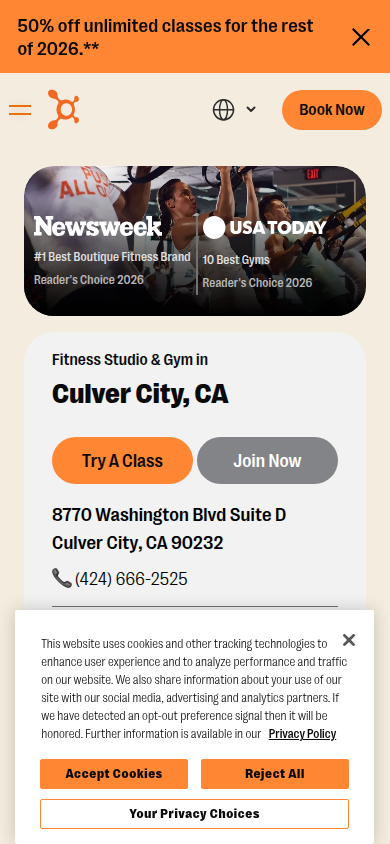 50% off unlimited classes for the rest
of 2026.**
Book Now
PUSH
ALL O
EXIT
Newsweek
USA TODAY
#1 Best Boutique Fitness Brand
10 Best Gyms
Reader's Choice 2026
Reader's Choice 2026
Fitness Studio & Gym in
Culver City, CA
Try A Class
Join Now
8770 Washington Blvd Suite D
Culver City, CA 90232
(424) 666-2525
This website uses cookies and other tracking technologies to
enhance user experience and to analyze performance and traffic
on our website. We also share information about your use of our
site with our social media, advertising and analytics partners. If
we have detected an opt-out preference signal then it will be
honored. Further information is available in our Privacy Policy
Accept Cookies
Reject All
Your Privacy Choices